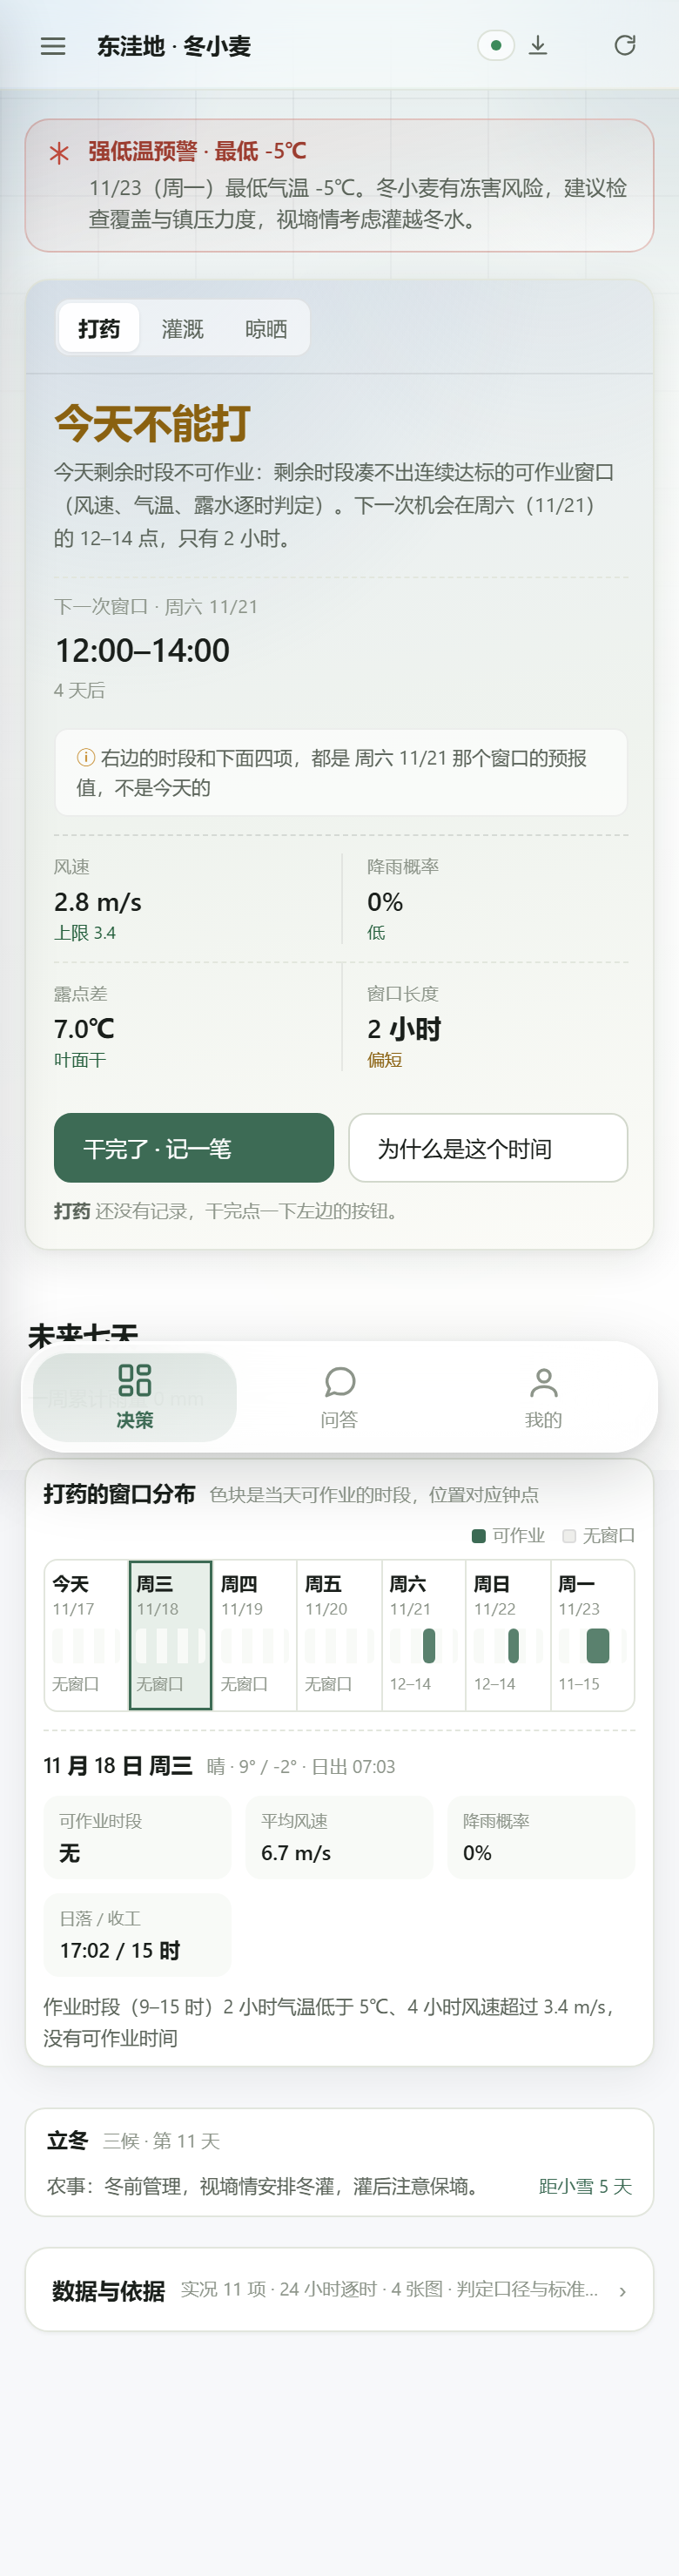 东洼地 · 冬小麦
强低温预警 · 最低 -5℃
11/23（周一）最低气温 -5℃。冬小麦有冻害风险，建议检
查覆盖与镇压力度，视墒情考虑灌越冬水。
打药
灌溉
晾晒
今天不能打
今天剩余时段不可作业：剩余时段凑不出连续达标的可作业窗口
（风速、气温、露水逐时判定）。下一次机会在周六（11/21）
的 12–14 点，只有 2 小时。
下一次窗口 · 周六 11/21
12:00–14:00
4 天后
右边的时段和下面四项，都是 周六 11/21 那个窗口的预报
值，不是今天的
风速
2.8 m/s
上限 3.4
降雨概率
0%
低
露点差
7.0℃
叶面干
窗口长度
2 小时
偏短
干完了 · 记一笔
为什么是这个时间
打药 还没有记录，干完点一下左边的按钮。
未来七天
一周累计降雨 0 mm
决策
问答
我的
打药的窗口分布 色块是当天可作业的时段，位置对应钟点
可作业 无窗口
今天
11/17
无窗口
周三
11/18
无窗口
周四
11/19
无窗口
周五
11/20
无窗口
周六
11/21
12–14
周日
11/22
12–14
周一
11/23
11–15
11 月 18 日 周三 晴 · 9° / -2° · 日出 07:03
可作业时段
无
平均风速
6.7 m/s
降雨概率
0%
日落 / 收工
17:02 / 15 时
作业时段（9–15 时）2 小时气温低于 5℃、4 小时风速超过 3.4 m/s，
没有可作业时间
立冬 三候 · 第 11 天
农事：冬前管理，视墒情安排冬灌，灌后注意保墒。
距小雪 5 天
数据与依据 实况 11 项 · 24 小时逐时 · 4 张图 · 判定口径与标准...